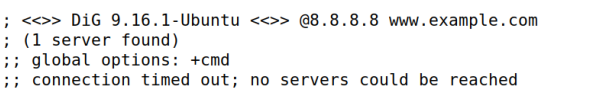 ; <<>> DiG 9.16.1-Ubuntu <<>> @8.8.8.8 www.example.com
; (1 server found)
;; global options: +cmd
;; connection timed out; no servers could be reached